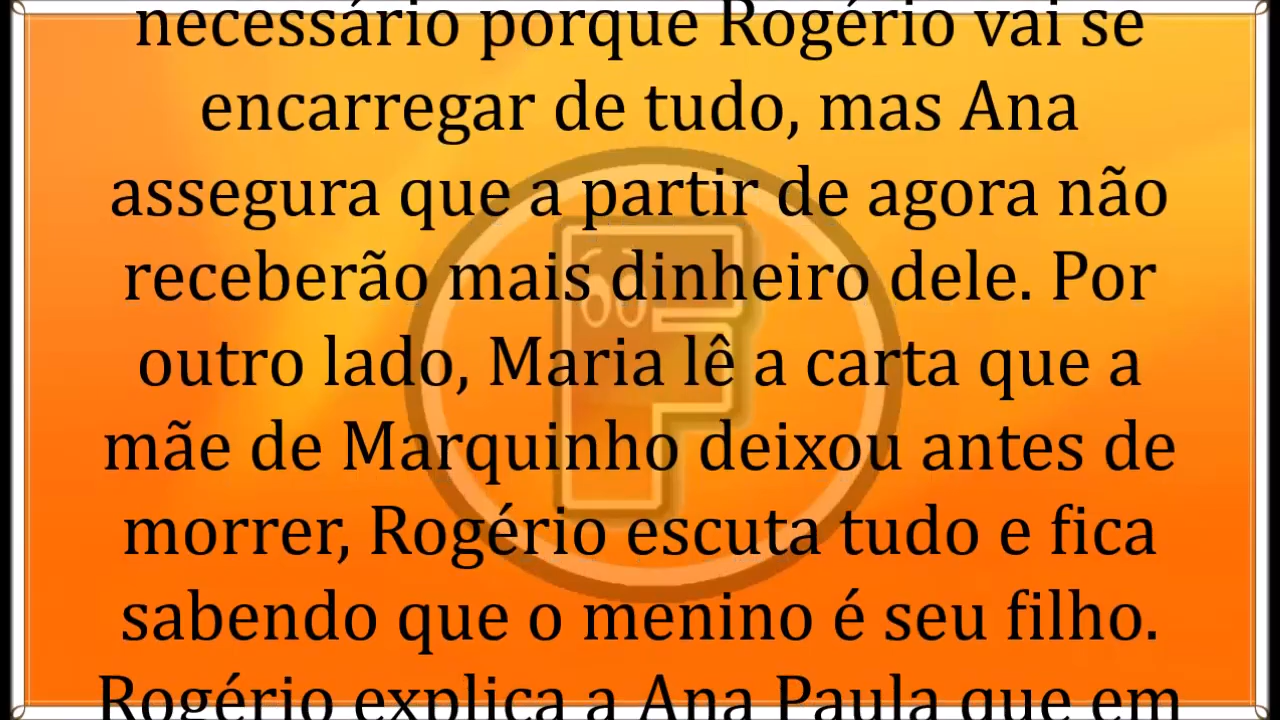 necessário porque Rogério vai se
encarregar de tudo, mas Ana
assegura que a partir de agora não
receberão mais dinheiro dele. Por
outro lado, Maria lê a carta que a
mãe de Marquinho deixou antes de
morrer, Rogério escuta tudo e fica
sabendo que o menino é seu filho.
Rogério explica a Ana Paula que em